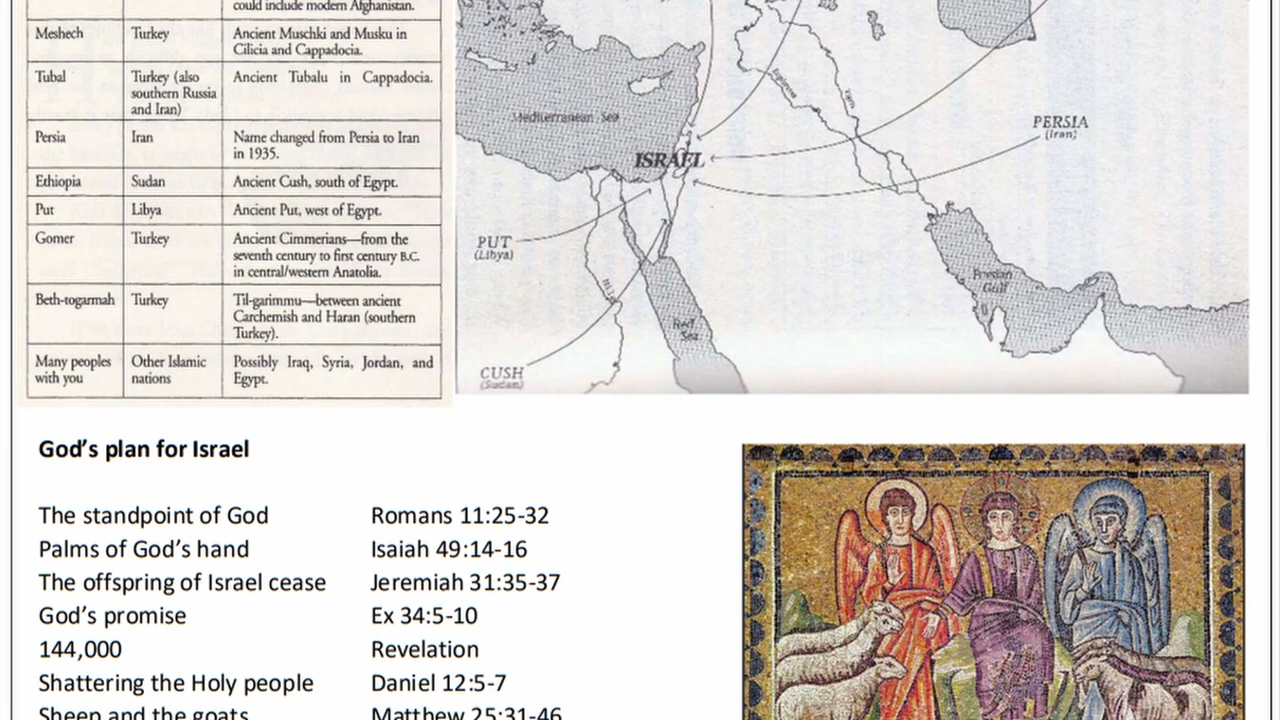 could include modern Afghanistan.
Meshech Turkey Ancient Muschki and Musku in
Cilicia and Cappadocia.
Tubal Turkey (also Ancient Tubalu in Cappadocia.
southern Russia
and Iran)
Persia Iran Name changed from Persia to Iran
in 1935.
Ethiopia Sudan Ancient Cush, south of Egypt.
Put Libya Ancient Put, west of Egypt.
Gomer Turkey Ancient Cimmerians—from the
seventh century to first century B.C.
in central/western Anatolia.
Beth-togarmah Turkey Til-garimmu—between ancient
Carchemish and Haran (southern
Turkey).
Many peoples Other Islamic Possibly Iraq, Syria, Jordan, and
with you nations Egypt.
Mediterranean Sea
ISRAEL
PERSIA
(Iran)
PUT
(Libya)
Persian
Gulf
Red
Sea
CUSH
(Sudan)
God's plan for Israel
The standpoint of God Romans 11:25-32
Palms of God's hand Isaiah 49:14-16
The offspring of Israel cease Jeremiah 31:35-37
God's promise Ex 34:5-10
144,000 Revelation
Shattering the Holy people Daniel 12:5-7
Sheep and the goats Matthew 25:31-46